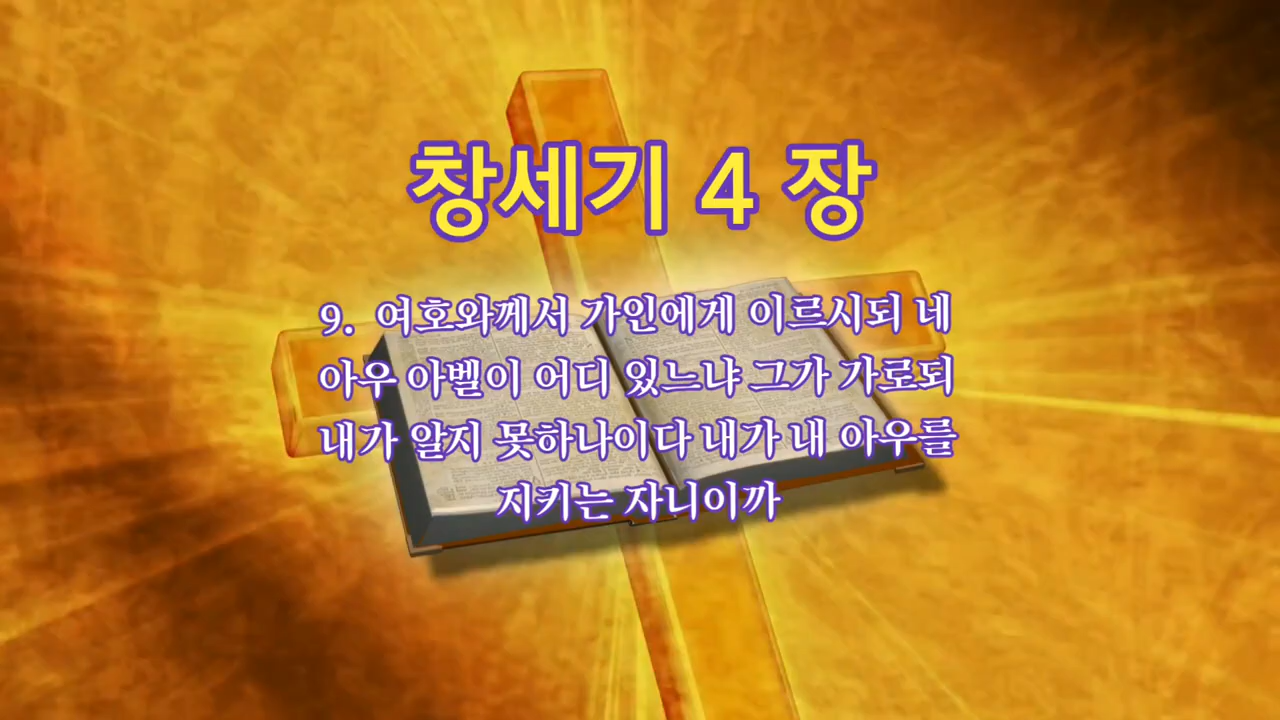 창세기 4 장
9. 여호와께서 가인에게 이르시되 네
아우 아벨이 어디 있느냐 그가 가로되
내가 알지 못하나이다 내가 내 아우를
지키는 자니이까